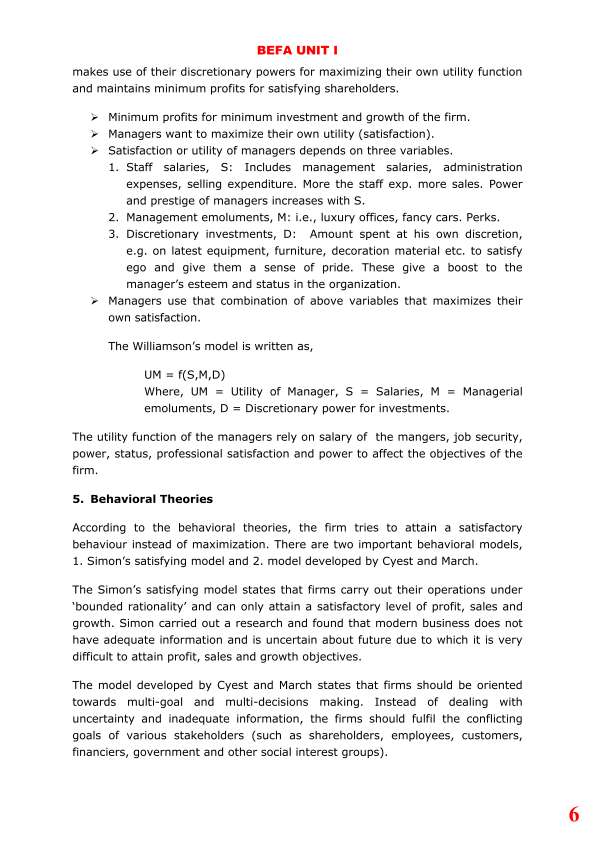 BEFA UNIT I
makes use of their discretionary powers for maximizing their own utility function
and maintains minimum profits for satisfying shareholders.
➢ Minimum profits for minimum investment and growth of the firm.
➢ Managers want to maximize their own utility (satisfaction).
➢ Satisfaction or utility of managers depends on three variables.
1. Staff salaries, S: Includes management salaries, administration
expenses, selling expenditure. More the staff exp. more sales. Power
and prestige of managers increases with S.
2. Management emoluments, M: i.e., luxury offices, fancy cars. Perks.
3. Discretionary investments, D: Amount spent at his own discretion,
e.g. on latest equipment, furniture, decoration material etc. to satisfy
ego and give them a sense of pride. These give a boost to the
manager's esteem and status in the organization.
➢ Managers use that combination of above variables that maximizes their
own satisfaction.
The Williamson's model is written as,
UM = f(S,M,D)
Where, UM = Utility of Manager, S = Salaries, M = Managerial
emoluments, D = Discretionary power for investments.
The utility function of the managers rely on salary of the mangers, job security,
power, status, professional satisfaction and power to affect the objectives of the
firm.
5. Behavioral Theories
According to the behavioral theories, the firm tries to attain a satisfactory
behaviour instead of maximization. There are two important behavioral models,
1. Simon's satisfying model and 2. model developed by Cyest and March.
The Simon's satisfying model states that firms carry out their operations under
'bounded rationality' and can only attain a satisfactory level of profit, sales and
growth. Simon carried out a research and found that modern business does not
have adequate information and is uncertain about future due to which it is very
difficult to attain profit, sales and growth objectives.
The model developed by Cyest and March states that firms should be oriented
towards multi-goal and multi-decisions making. Instead of dealing with
uncertainty and inadequate information, the firms should fulfil the conflicting
goals of various stakeholders (such as shareholders, employees, customers,
financiers, government and other social interest groups).
6